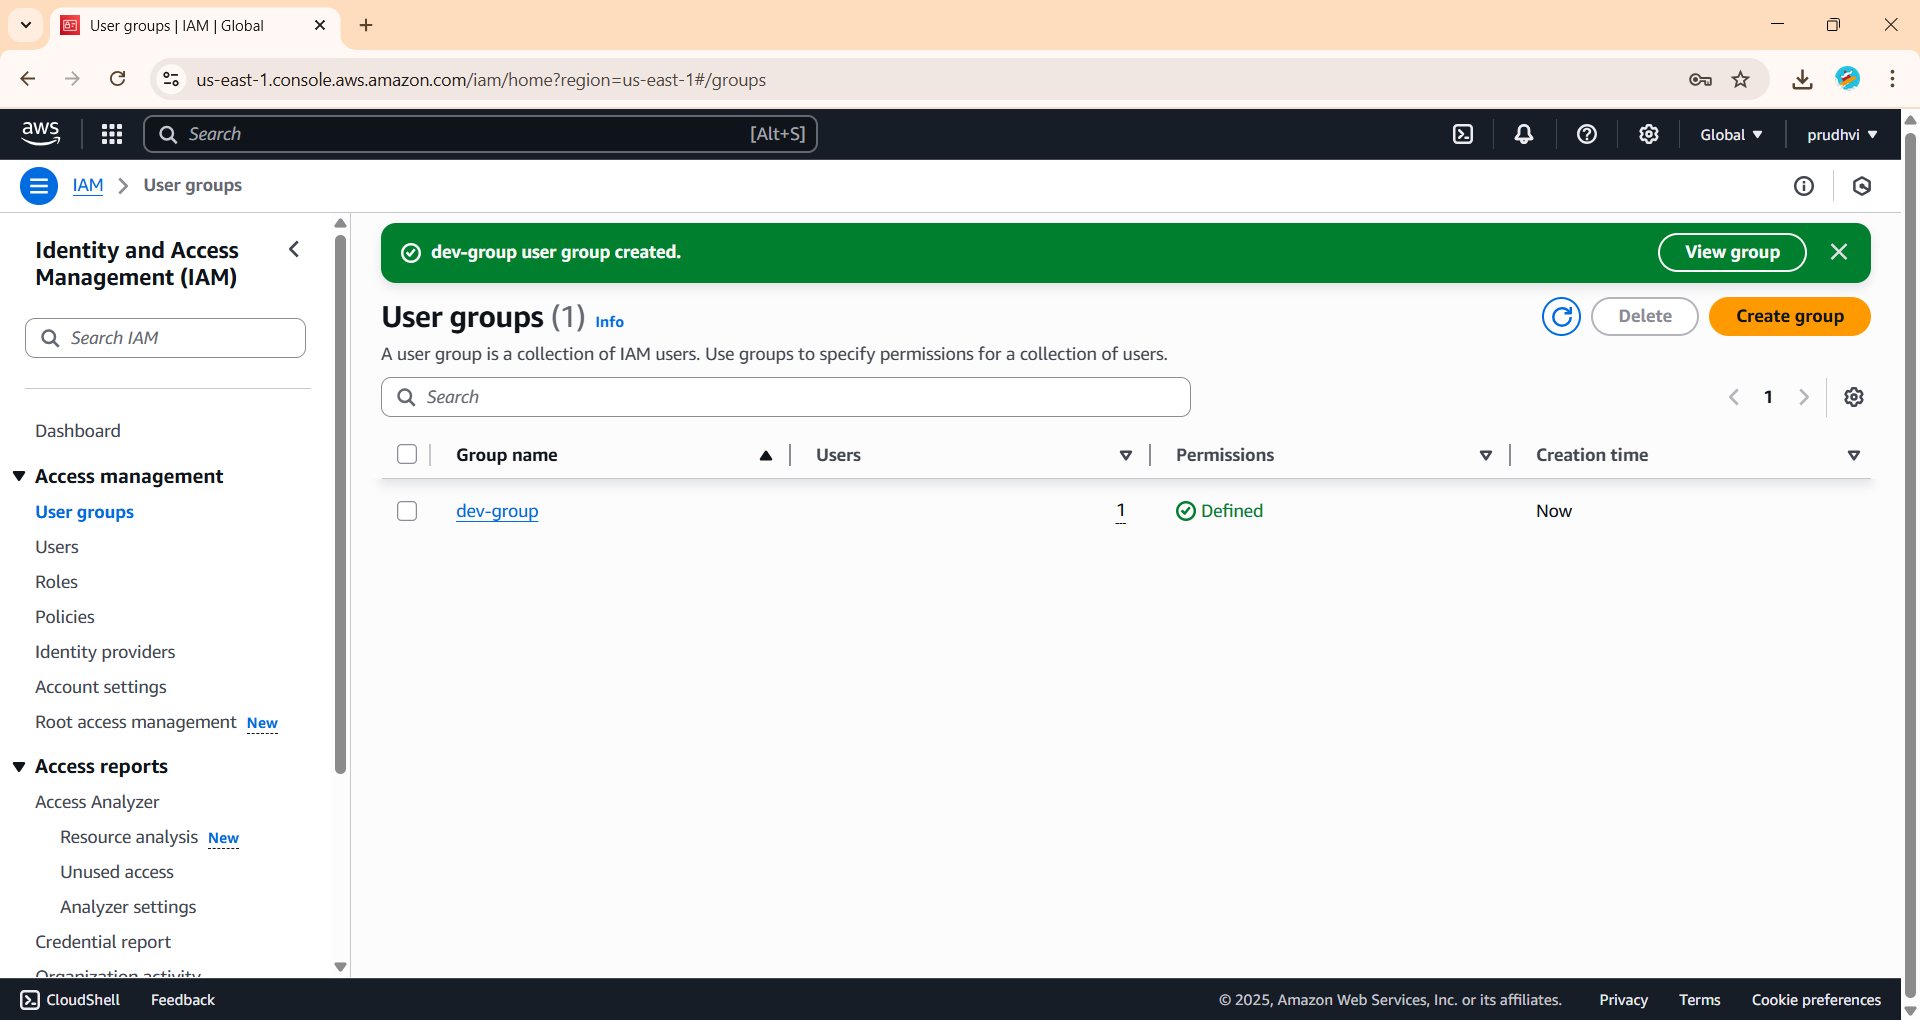 User groups | IAM | Global
us-east-1.console.aws.amazon.com/iam/home?region=us-east-1#/groups
aws
Search
[Alt+S]
Global
prudhvi
IAM
User groups
Identity and Access
Management (IAM)
Search IAM
Dashboard
Access management
User groups
Users
Roles
Policies
Identity providers
Account settings
Root access management New
Access reports
Access Analyzer
Resource analysis New
Unused access
Analyzer settings
Credential report
Organization activity
dev-group user group created.
View group
User groups (1) Info
Delete
Create group
A user group is a collection of IAM users. Use groups to specify permissions for a collection of users.
Search
1
Group name
Users
Permissions
Creation time
dev-group
1
Defined
Now
CloudShell
Feedback
© 2025, Amazon Web Services, Inc. or its affiliates.
Privacy
Terms
Cookie preferences